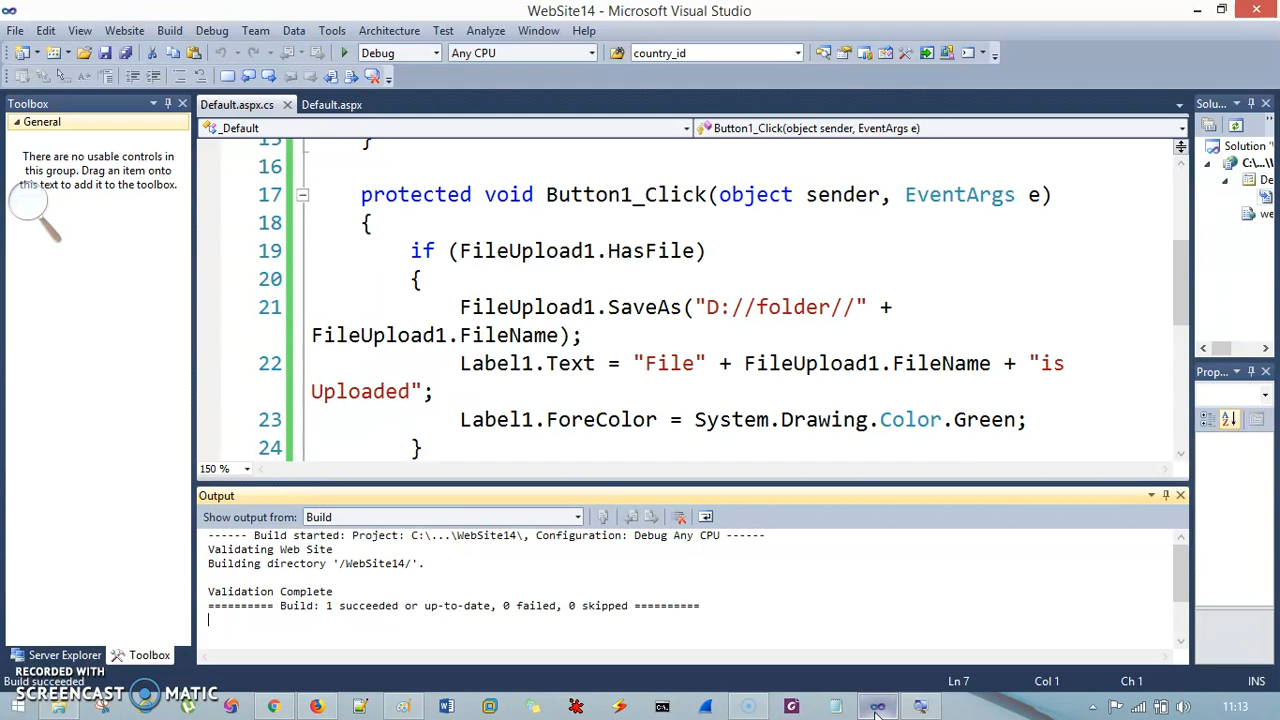 WebSite14 - Microsoft Visual Studio
File Edit View Website Build Debug Team Data Tools Architecture Test Analyze Window Help
Debug Any CPU country_id
Toolbox
General
There are no usable controls in
this group. Drag an item onto
this text to add it to the toolbox.
Default.aspx.cs Default.aspx
_Default Button1_Click(object sender, EventArgs e)
15 }
16
17 protected void Button1_Click(object sender, EventArgs e)
18 {
19 if (FileUpload1.HasFile)
20 {
21 FileUpload1.SaveAs("D://folder//" +
FileUpload1.FileName);
22 Label1.Text = "File" + FileUpload1.FileName + "is
Uploaded";
23 Label1.ForeColor = System.Drawing.Color.Green;
24 }
150 %
Solu...
Solution '
C:\...
De
we
Prop...
Output
Show output from: Build
------ Build started: Project: C:\...\WebSite14\, Configuration: Debug Any CPU ------
Validating Web Site
Building directory '/WebSite14/'.
Validation Complete
========== Build: 1 succeeded or up-to-date, 0 failed, 0 skipped ==========
Server Explorer Toolbox
RECORDED WITH
SCREENCAST MATIC
Build succeeded Ln 7 Col 1 Ch 1 INS
11:13